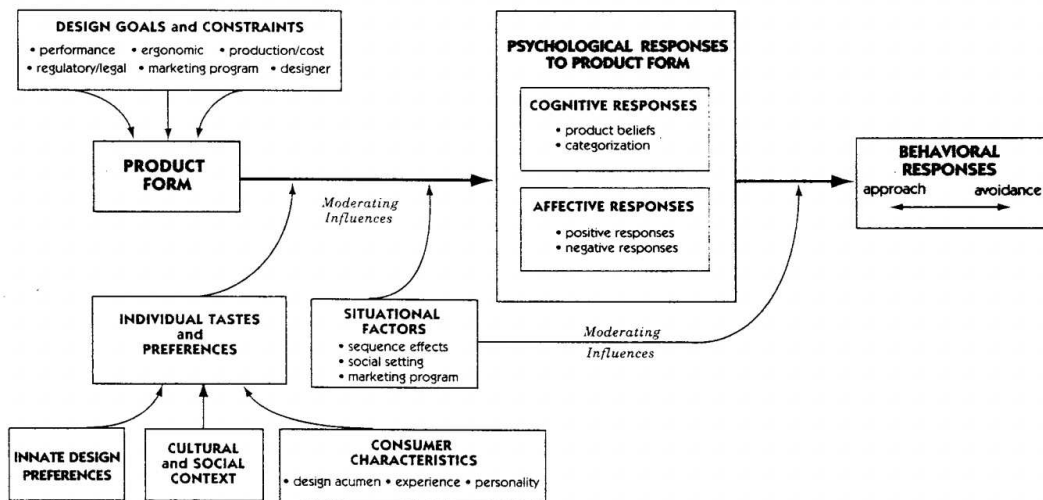 DESIGN GOALS and CONSTRAINTS
• performance • ergonomic • production/cost
• regulatory/legal • marketing program • designer
PRODUCT
FORM
Moderating
Influences
PSYCHOLOGICAL RESPONSES
TO PRODUCT FORM
COGNITIVE RESPONSES
• product beliefs
• categorization
AFFECTIVE RESPONSES
• positive responses
• negative responses
BEHAVIORAL
RESPONSES
approach avoidance
INDIVIDUAL TASTES
and
PREFERENCES
SITUATIONAL
FACTORS
• sequence effects
• social setting
• marketing program
Moderating
Influences
INNATE DESIGN
PREFERENCES
CULTURAL
and SOCIAL
CONTEXT
CONSUMER
CHARACTERISTICS
• design acumen • experience • personality